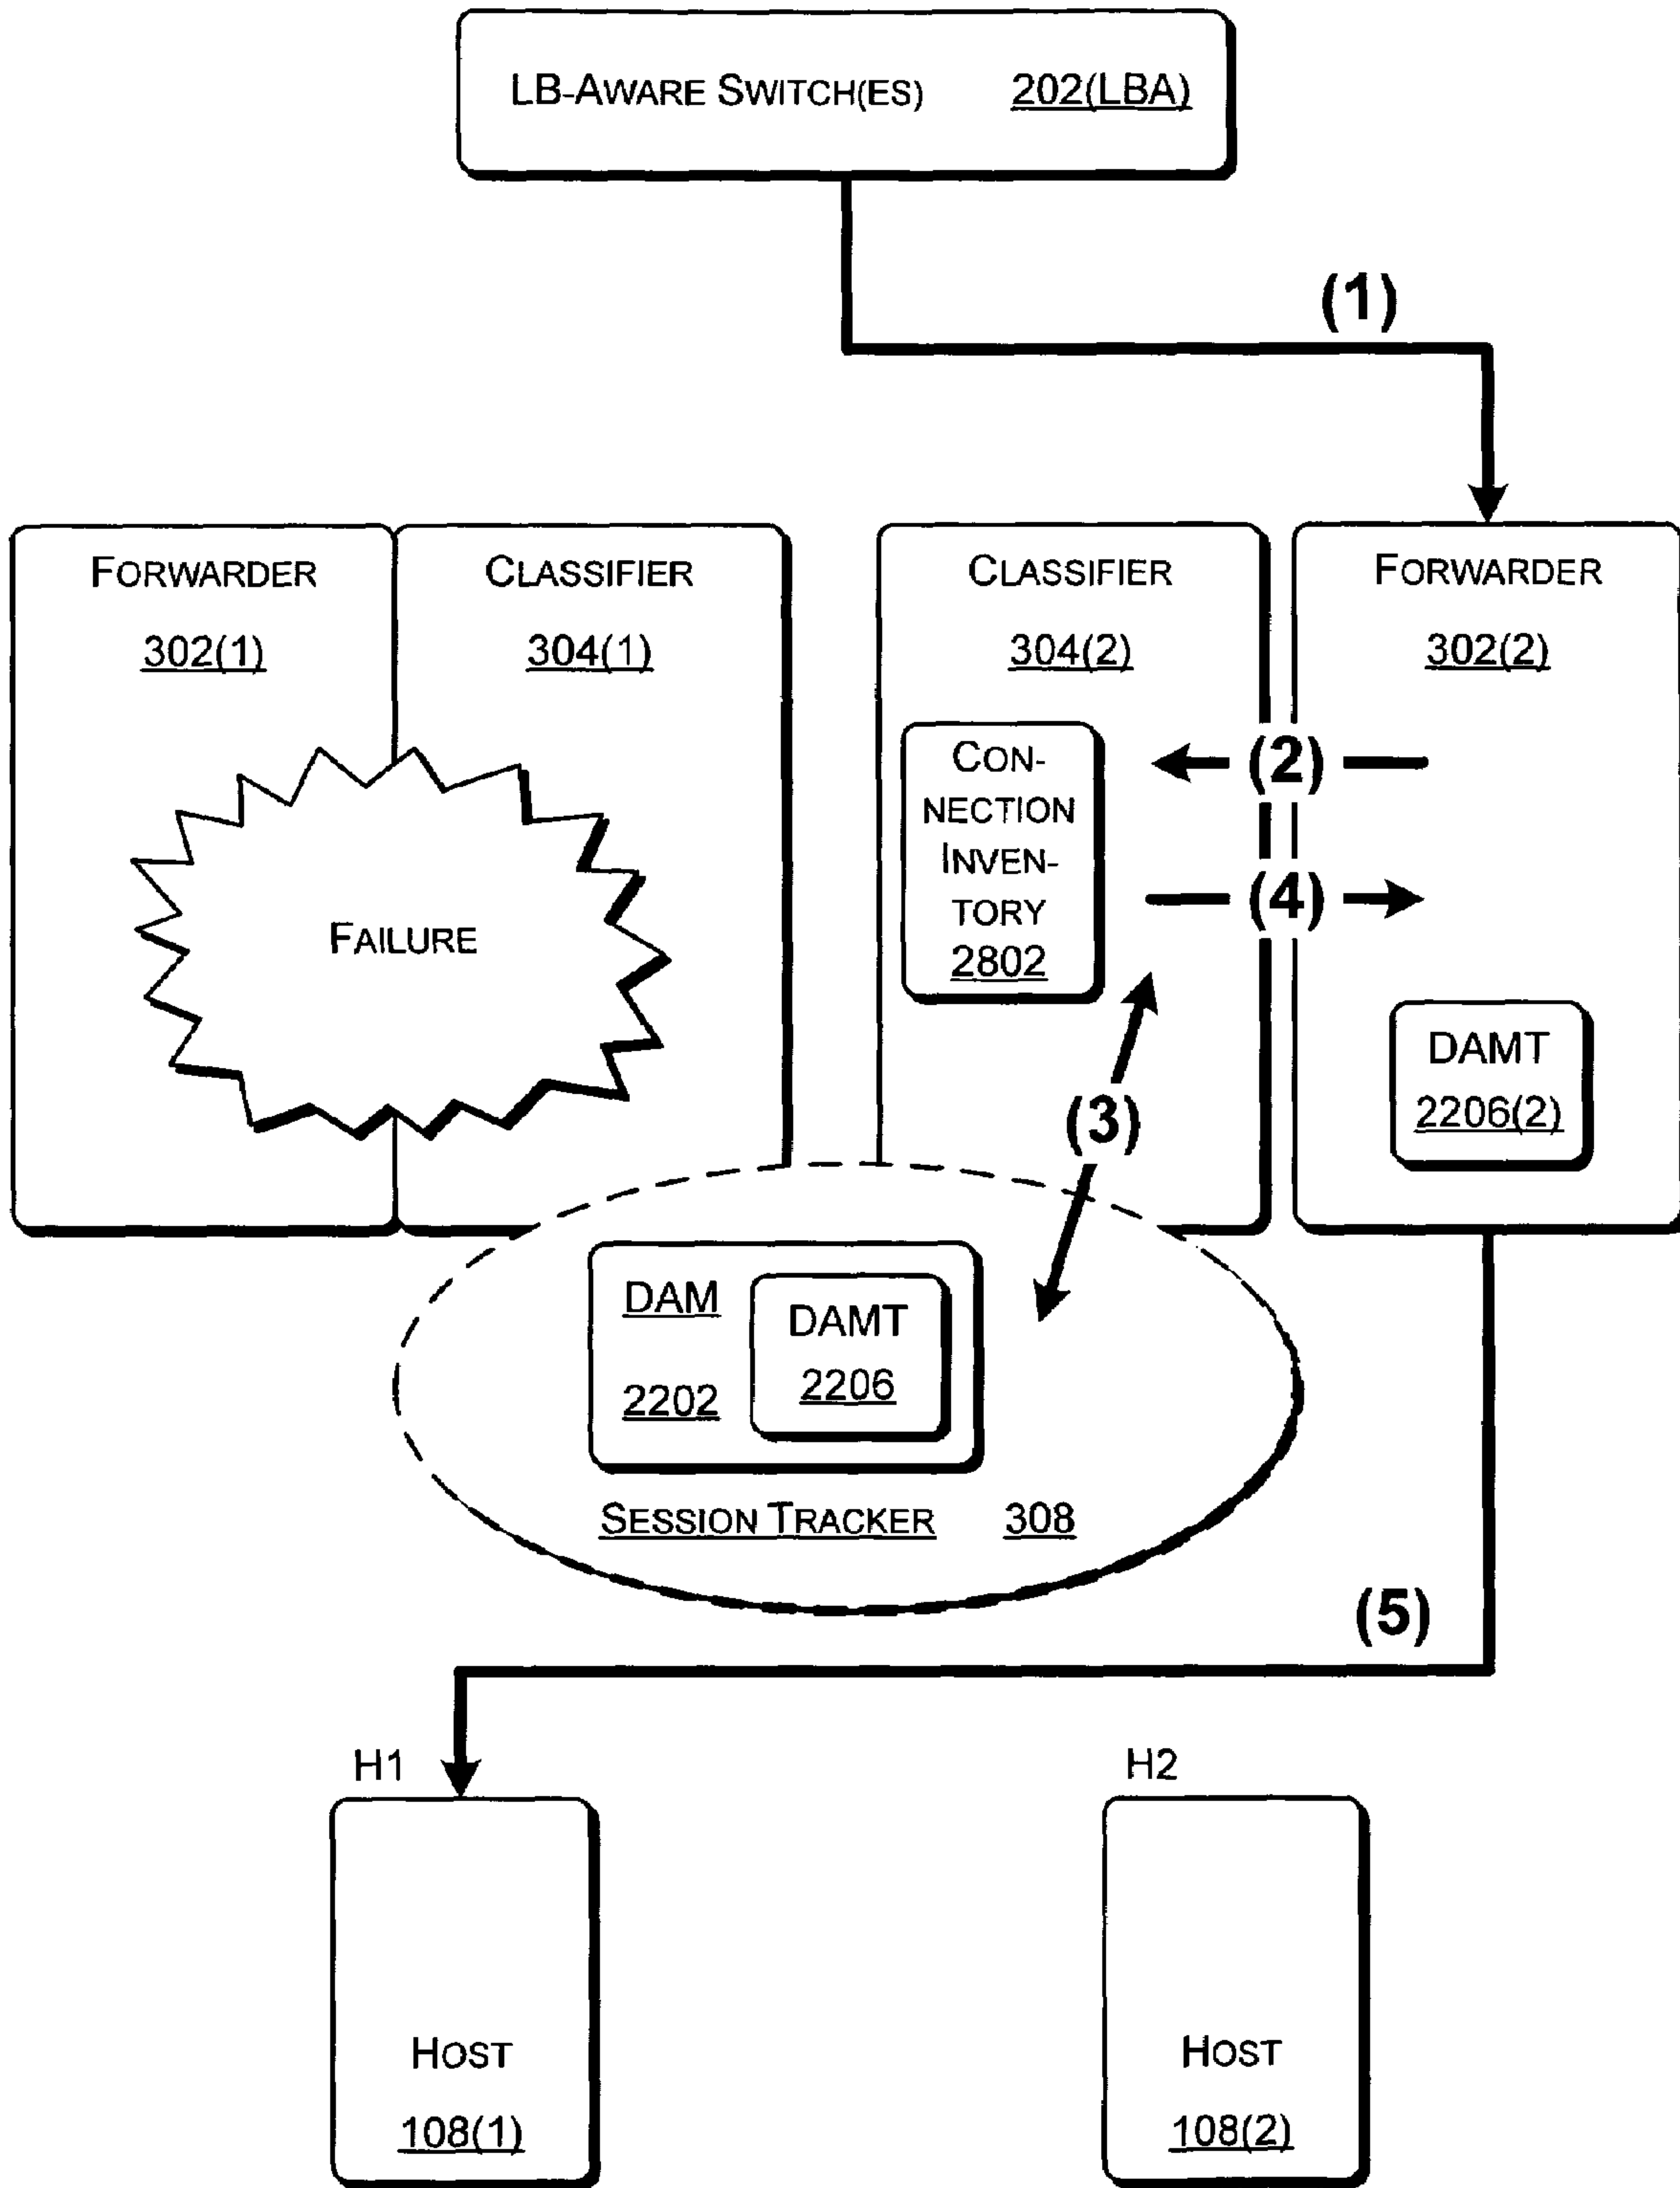 LB-AWARE SWITCH(ES) 202(LBA)
(1)
FORWARDER
302(1)
CLASSIFIER
304(1)
FAILURE
CLASSIFIER
304(2)
FORWARDER
302(2)
CON-
NECTION
INVEN-
TORY
2802
(2)
(4)
(3)
DAMT
2206(2)
DAM
2202
DAMT
2206
SESSION TRACKER 308
(5)
H1
HOST
108(1)
H2
HOST
108(2)